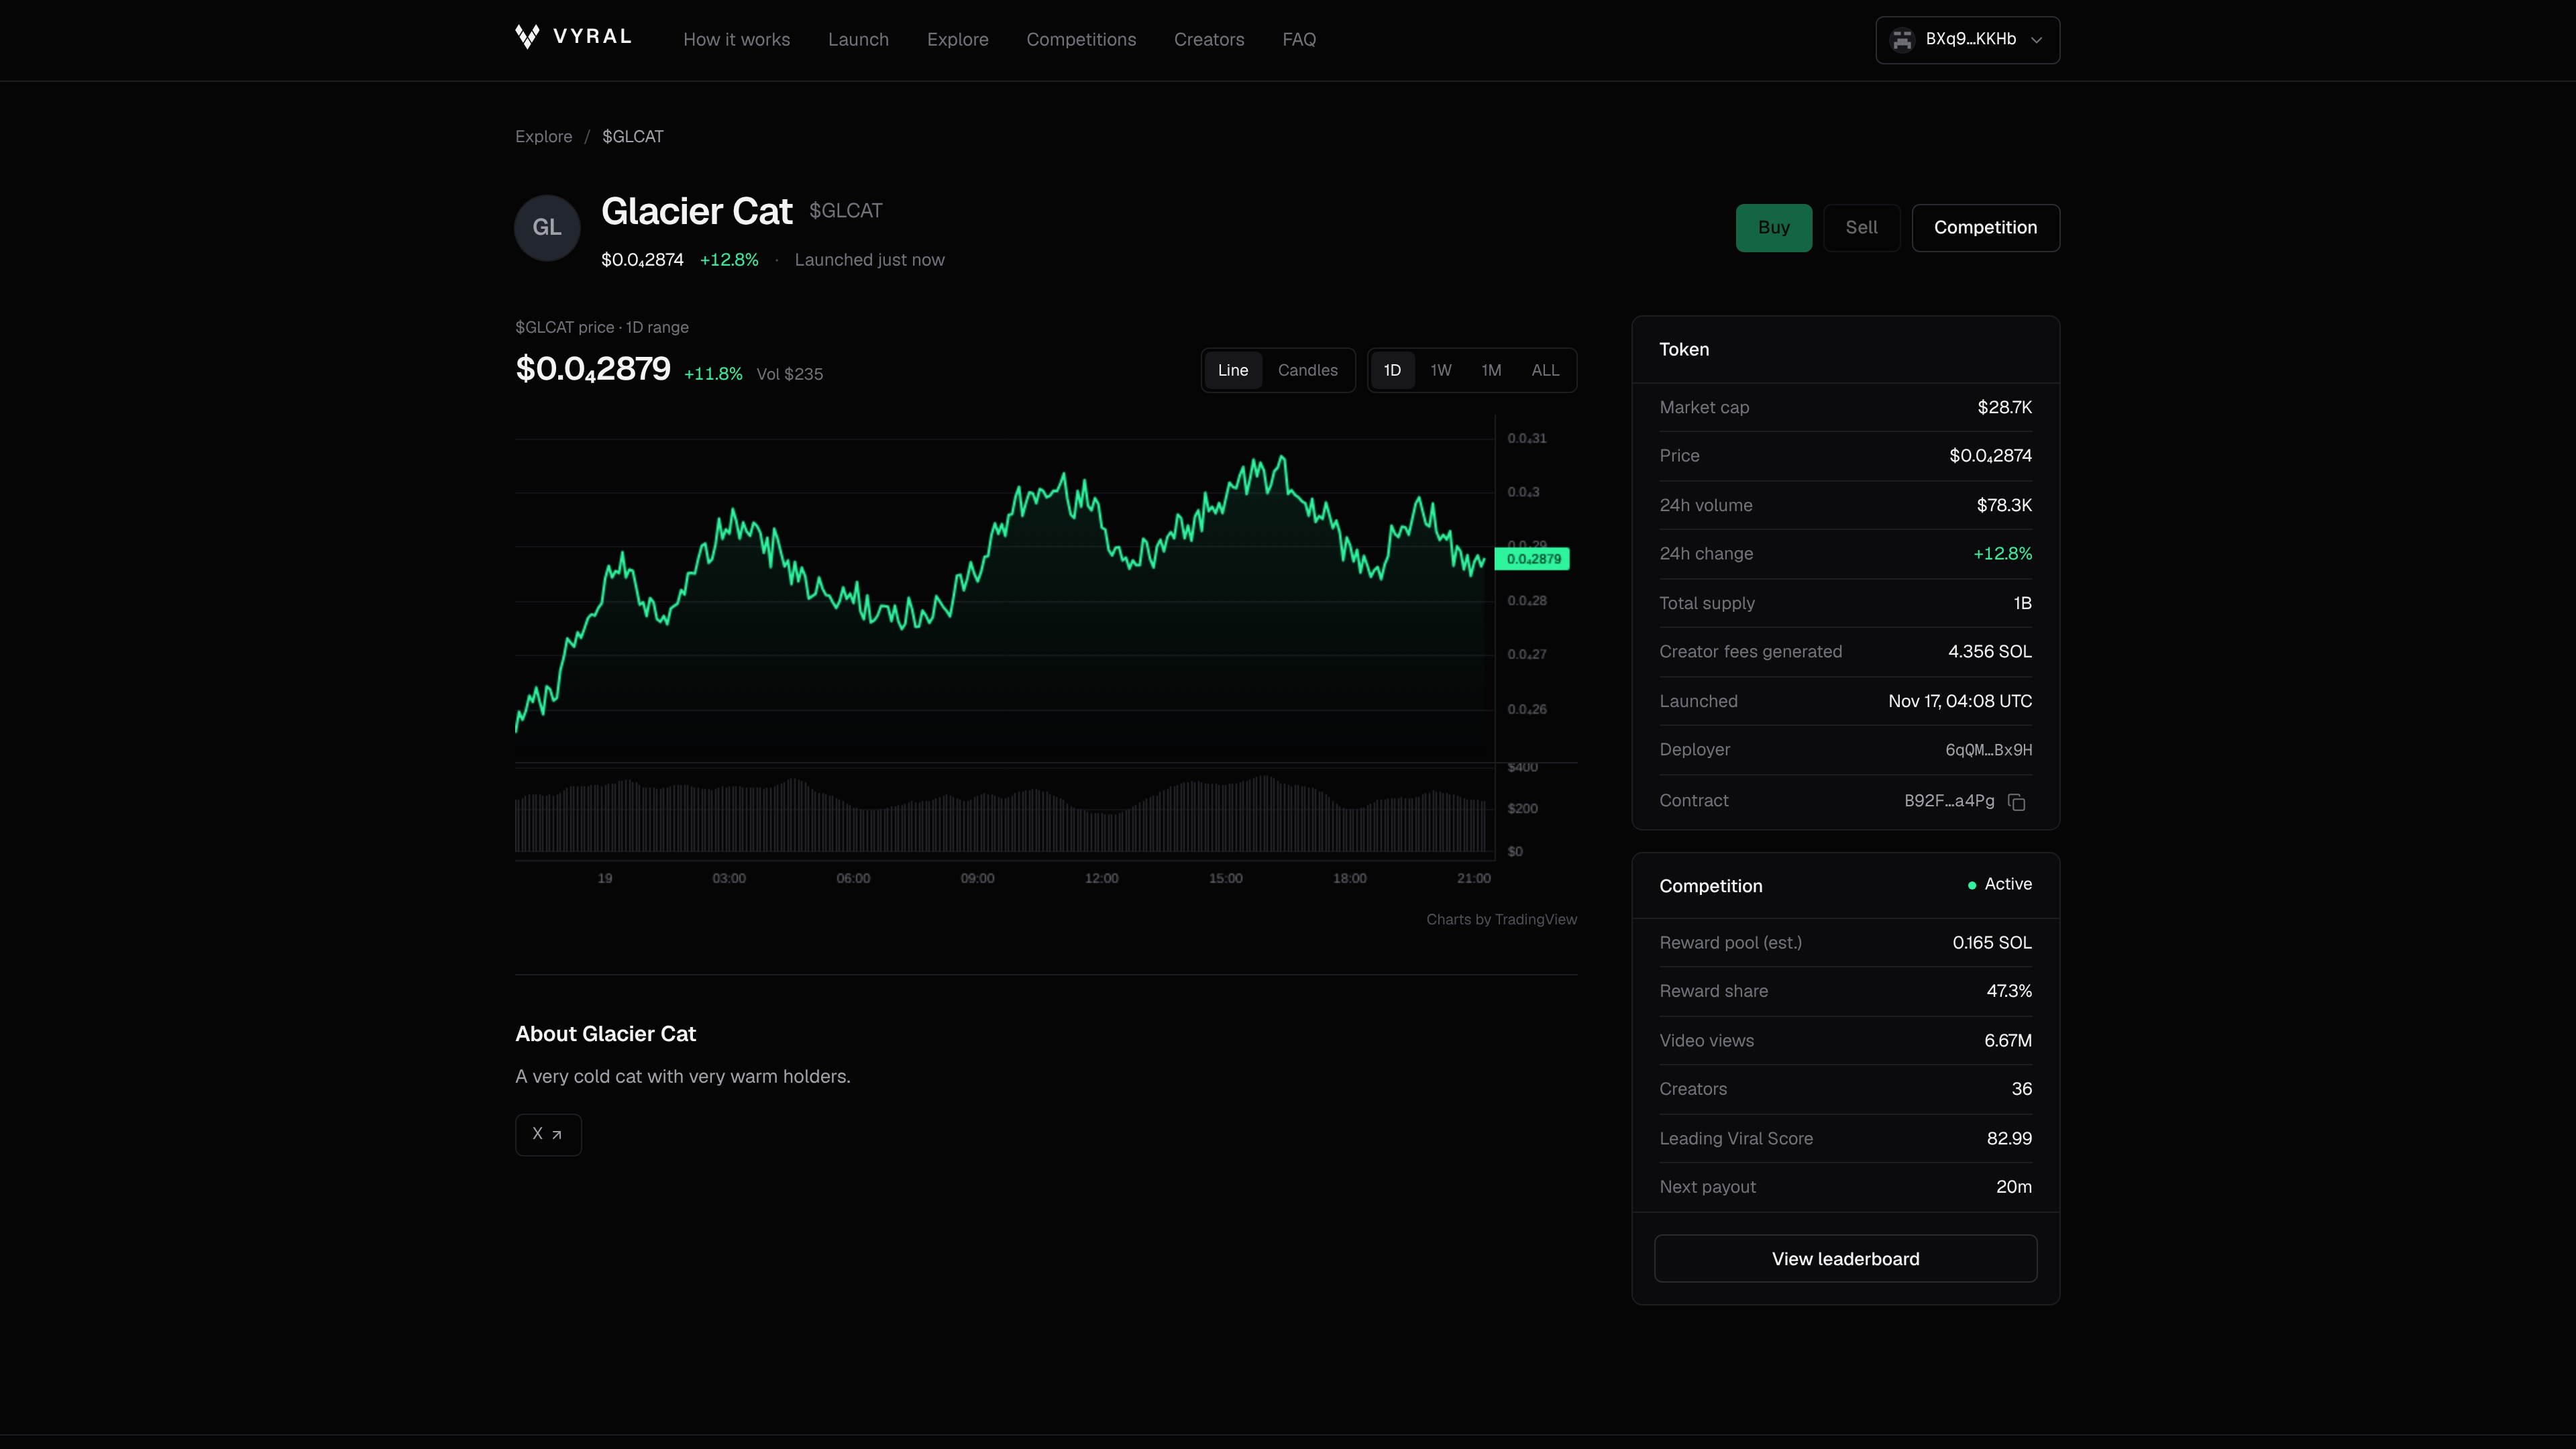 VYRAL
How it works
Launch
Explore
Competitions
Creators
FAQ
BXq9…KKHb
Explore / $GLCAT
GL
Glacier Cat $GLCAT
$0.0₄2874 +12.8% · Launched just now
Buy
Sell
Competition
$GLCAT price · 1D range
$0.0₄2879 +11.8% Vol $235
Line
Candles
1D
1W
1M
ALL
0.0₄31
0.0₄3
0.0₄29
0.0₄2879
0.0₄28
0.0₄27
0.0₄26
$400
$200
$0
19
03:00
06:00
09:00
12:00
15:00
18:00
21:00
Charts by TradingView
About Glacier Cat
A very cold cat with very warm holders.
X
Token
Market cap $28.7K
Price $0.0₄2874
24h volume $78.3K
24h change +12.8%
Total supply 1B
Creator fees generated 4.356 SOL
Launched Nov 17, 04:08 UTC
Deployer 6qQM…Bx9H
Contract B92F…a4Pg
Competition Active
Reward pool (est.) 0.165 SOL
Reward share 47.3%
Video views 6.67M
Creators 36
Leading Viral Score 82.99
Next payout 20m
View leaderboard